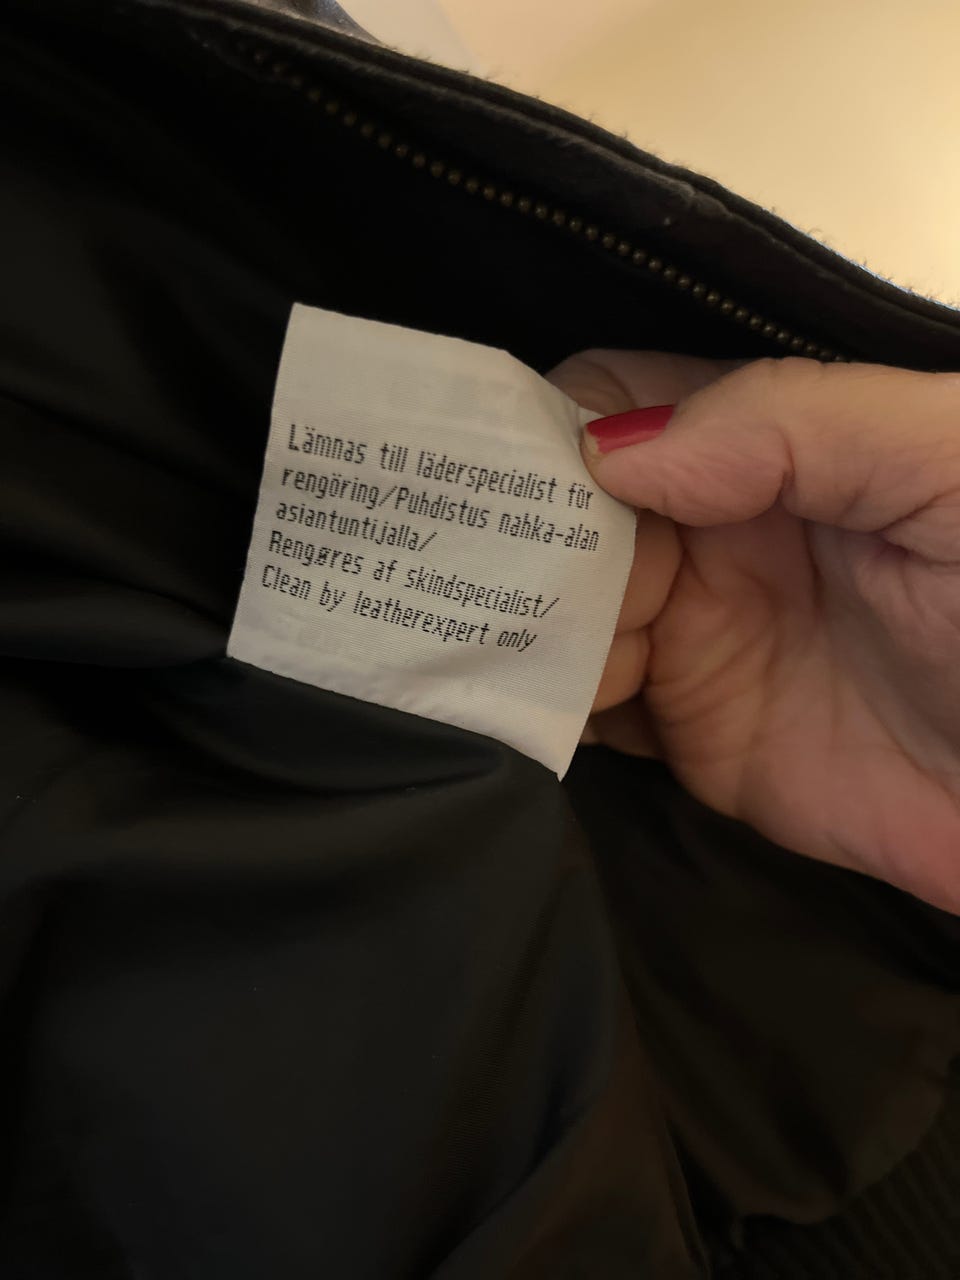 Lämnas till läderspecialist för
rengöring/Puhdistus nahka-alan
asiantuntijalla/
Rengøres af skindspecialist/
Clean by leatherexpert only